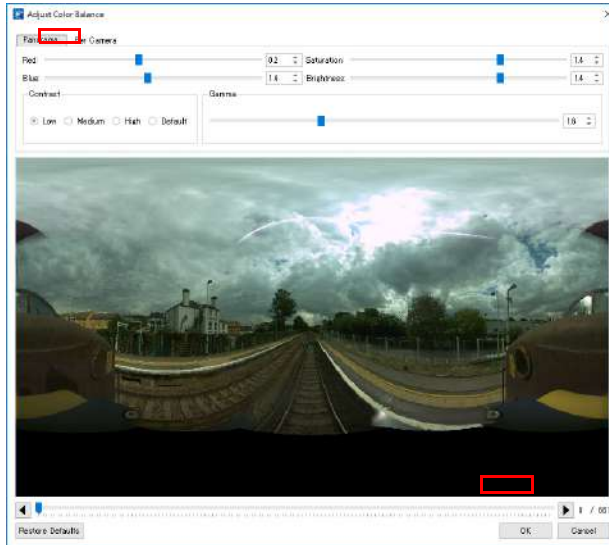 Adjust Color Balance
Panorama Per Camera
Red 0.2 Saturation 1.4
Blue 1.4 Brightness 1.4
Contrast Gamma
Low Medium High Default 1.6
/ 661
Restore Defaults OK Cancel